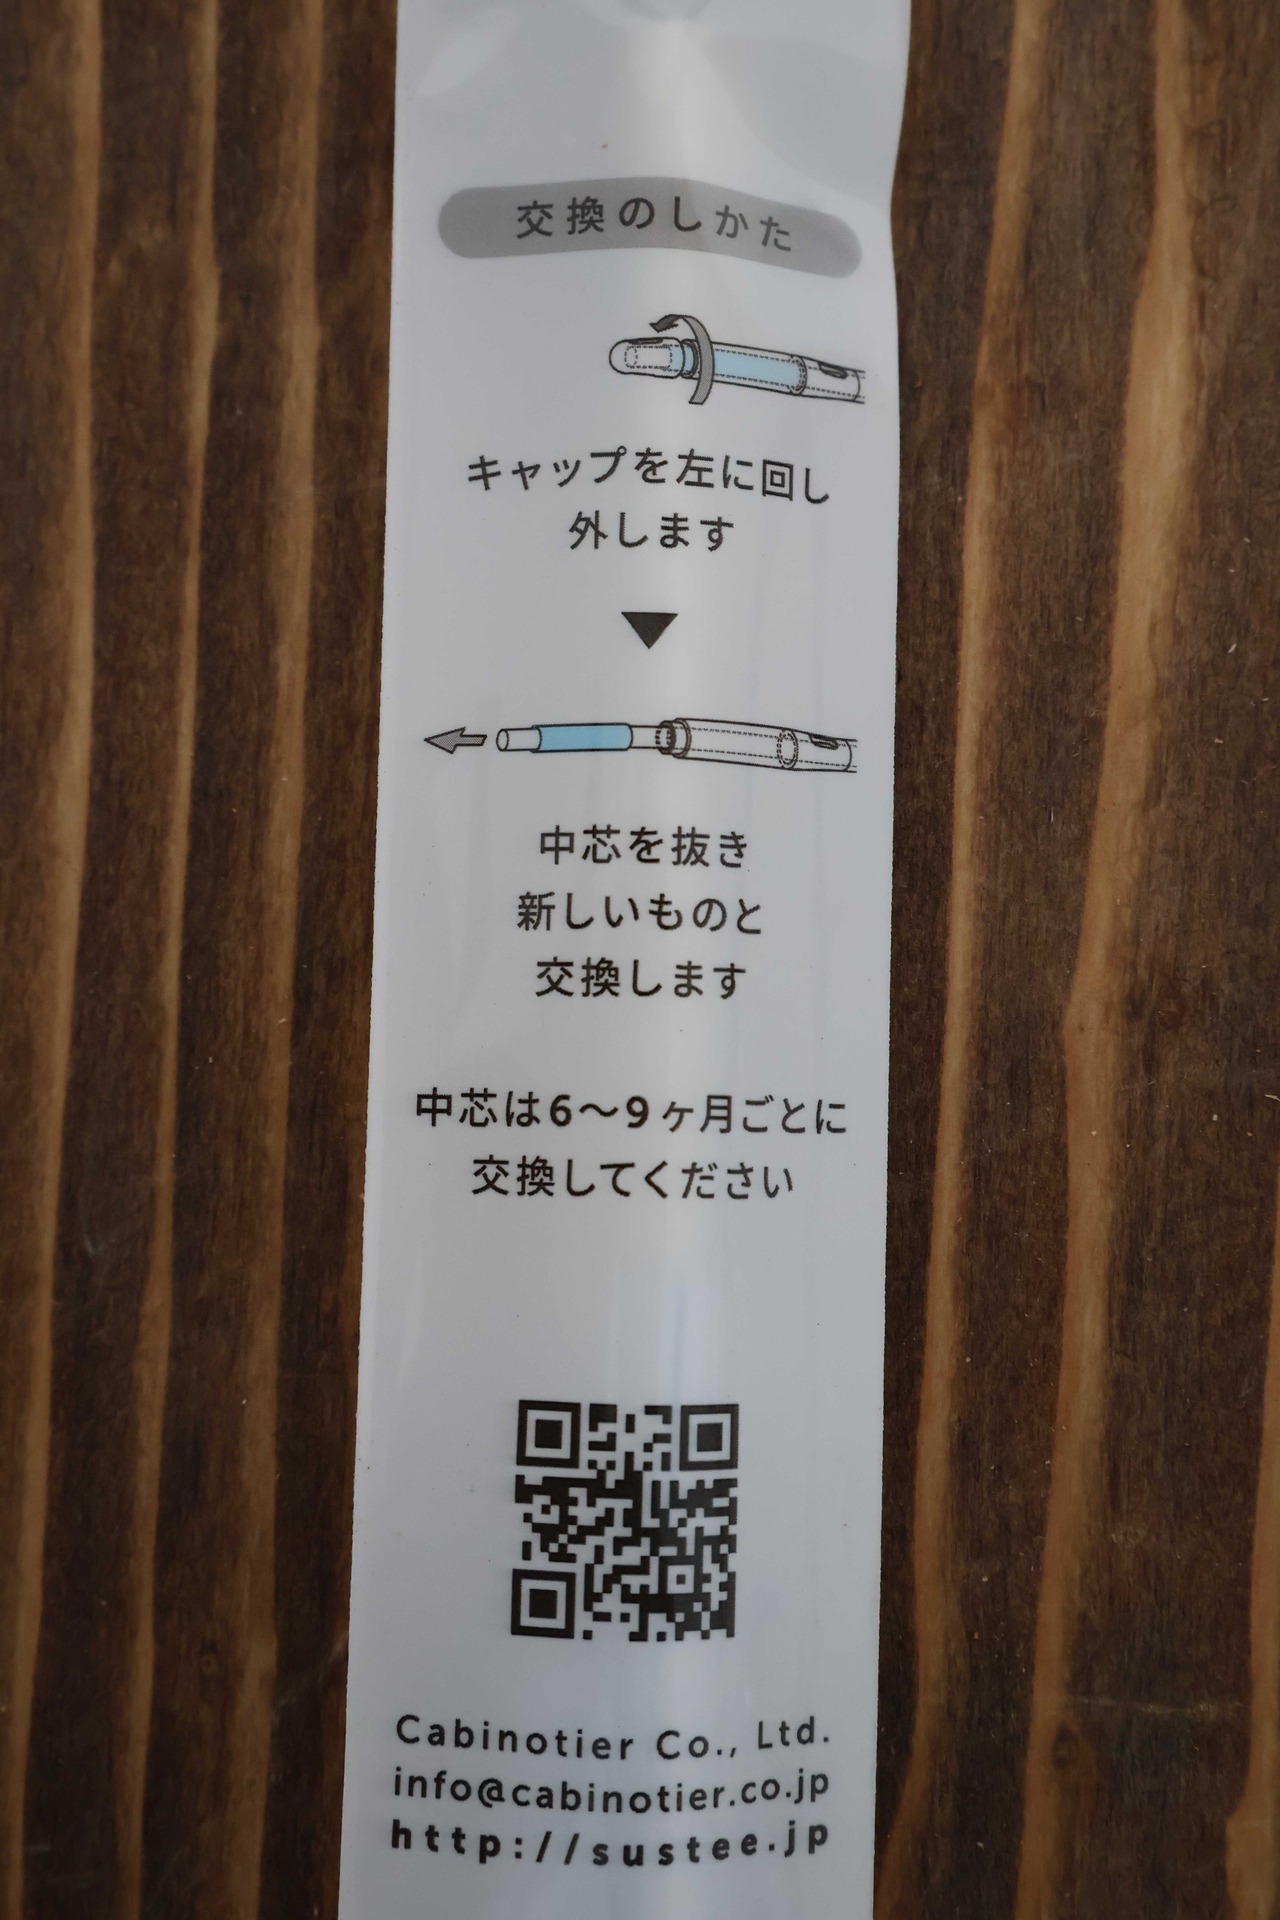 交換のしかた
キャップを左に回し
外します
中芯を抜き
新しいものと
交換します
中芯は6〜9ヶ月ごとに
交換してください
Cabinotier Co., Ltd.
info@cabinotier.co.jp
http://sustee.jp